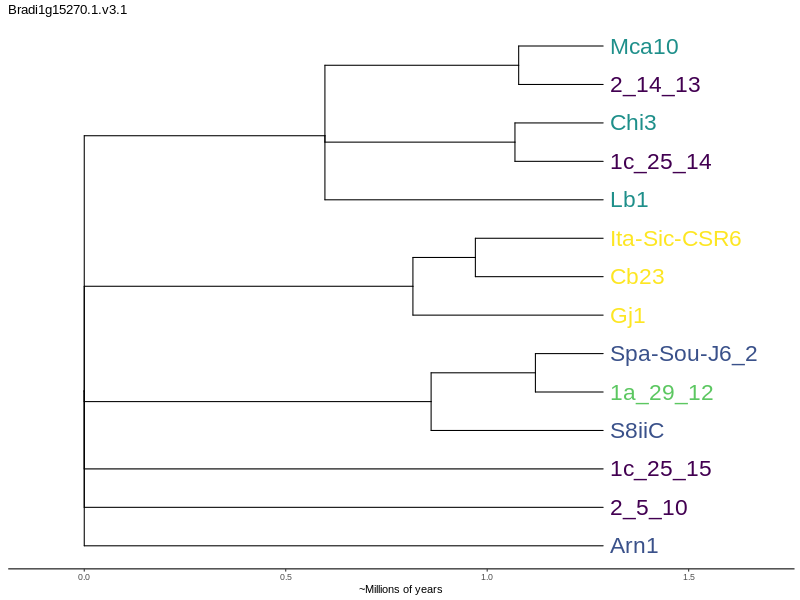 Bradi1g15270.1.v3.1
Mca10
2_14_13
Chi3
1c_25_14
Lb1
Ita-Sic-CSR6
Cb23
Gj1
Spa-Sou-J6_2
1a_29_12
S8iiC
1c_25_15
2_5_10
Arn1
0.0 0.5 1.0 1.5
~Millions of years